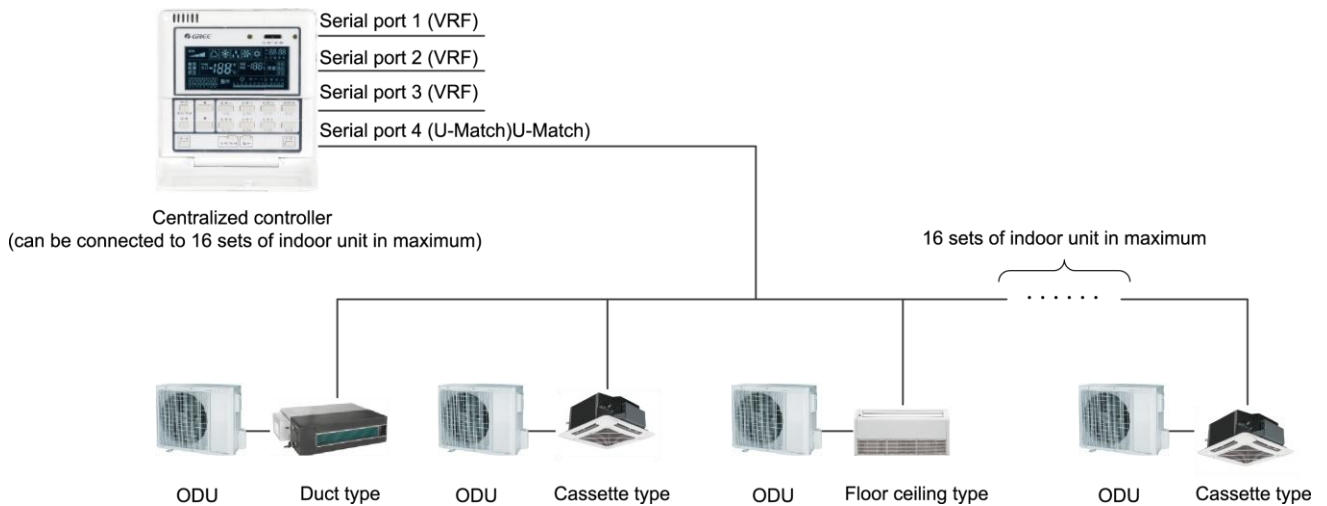 Serial port 1 (VRF)
GREE
Serial port 2 (VRF)
Serial port 3 (VRF)
Serial port 4 (U-Match)U-Match)
Centralized controller
(can be connected to 16 sets of indoor unit in maximum)
16 sets of indoor unit in maximum
......
ODU
Duct type
ODU
Cassette type
ODU
Floor ceiling type
ODU
Cassette type